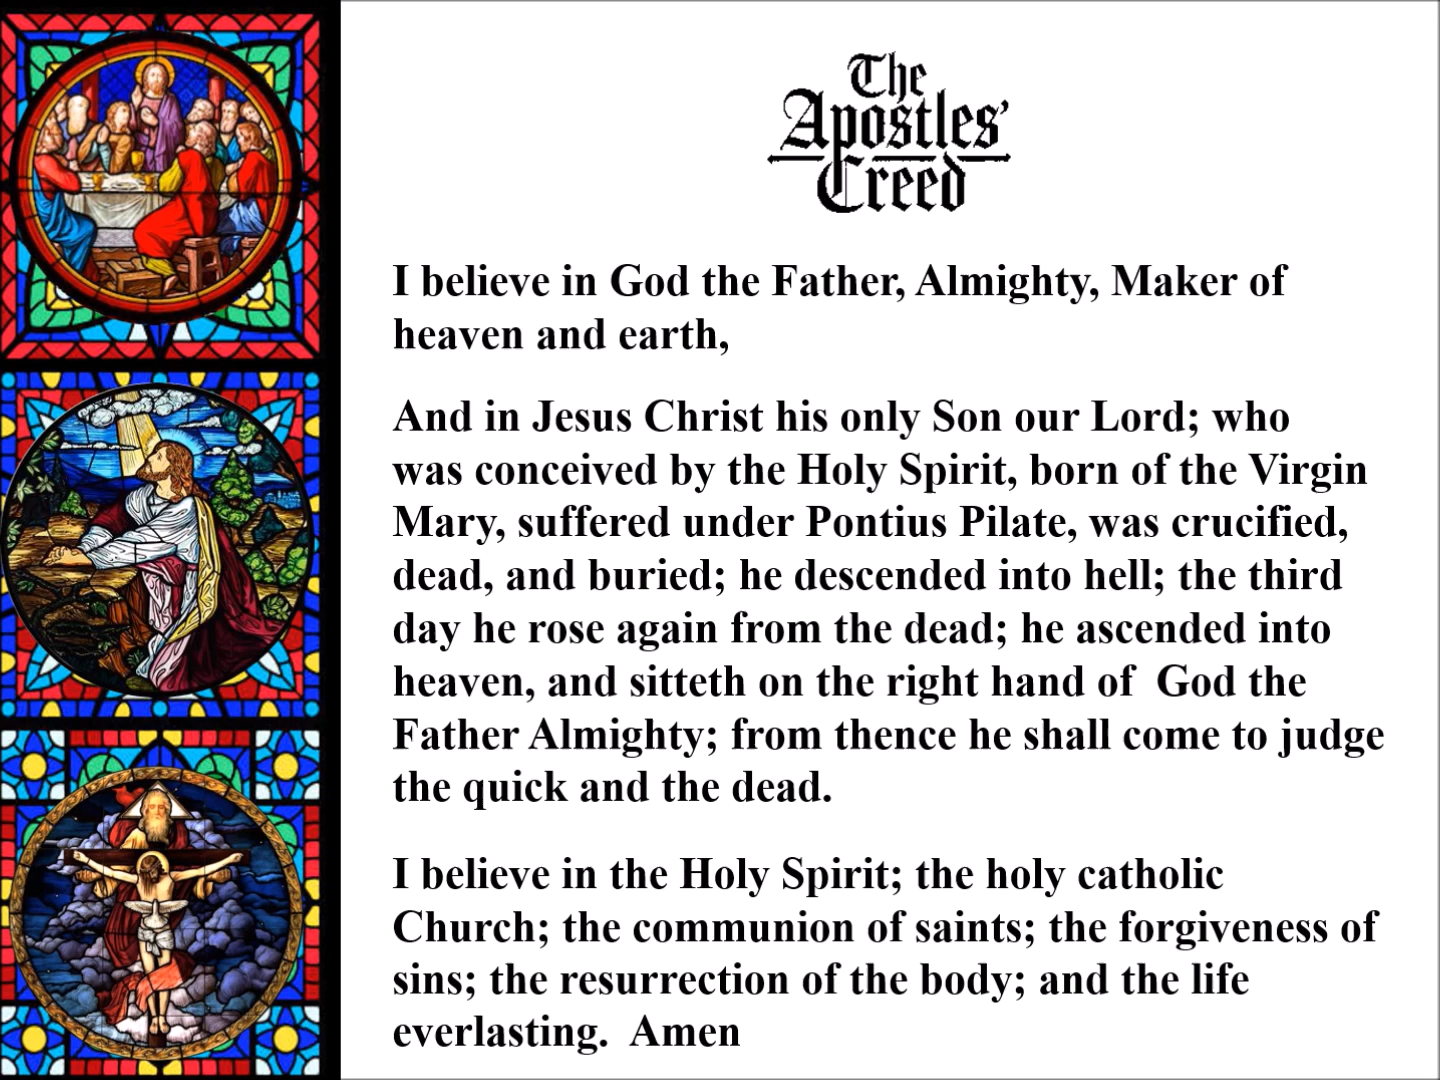 The
Apostles'
Creed
I believe in God the Father, Almighty, Maker of
heaven and earth,
And in Jesus Christ his only Son our Lord; who
was conceived by the Holy Spirit, born of the Virgin
Mary, suffered under Pontius Pilate, was crucified,
dead, and buried; he descended into hell; the third
day he rose again from the dead; he ascended into
heaven, and sitteth on the right hand of  God the
Father Almighty; from thence he shall come to judge
the quick and the dead.
I believe in the Holy Spirit; the holy catholic
Church; the communion of saints; the forgiveness of
sins; the resurrection of the body; and the life
everlasting.  Amen